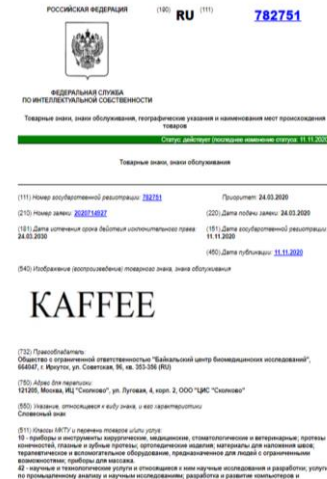 РОССИЙСКАЯ ФЕДЕРАЦИЯ
(190) RU (111) 782751
ФЕДЕРАЛЬНАЯ СЛУЖБА
ПО ИНТЕЛЛЕКТУАЛЬНОЙ СОБСТВЕННОСТИ
Товарные знаки, знаки обслуживания, географические указания и наименования мест происхождения
товаров
Статус: действует (последнее изменение статуса: 11.11.2020
Товарные знаки, знаки обслуживания
(111) Номер государственной регистрации: 782751
Приоритет: 24.03.2020
(210) Номер заявки: 2020714927
(220) Дата подачи заявки: 24.03.2020
(181) Дата истечения срока действия исключительного права:
24.03.2030
(151) Дата государственной регистрации:
11.11.2020
(450) Дата публикации: 11.11.2020
(540) Изображение (воспроизведение) товарного знака, знака обслуживания
KAFFEE
(732) Правообладатель:
Общество с ограниченной ответственностью "Байкальский центр биомедицинских исследований",
664047, г. Иркутск, ул. Советская, 96, кв. 353-356 (RU)
(750) Адрес для переписки:
121205, Москва, ИЦ "Сколково", ул. Луговая, 4, корп. 2, ООО "ЦИС "Сколково"
(550) Указание, относящееся к виду знака, и его характеристики:
Словесный знак
(511) Классы МКТУ и перечень товаров и/или услуг:
10 - приборы и инструменты хирургические, медицинские, стоматологические и ветеринарные; протезы
конечностей, глазные и зубные протезы; ортопедические изделия; материалы для наложения швов;
терапевтическое и вспомогательное оборудование, предназначенное для людей с ограниченными
возможностями; приборы для массажа.
42 - научные и технологические услуги и относящиеся к ним научные исследования и разработки; услуги
по промышленному анализу и научным исследованиям; разработка и развитие компьютеров и